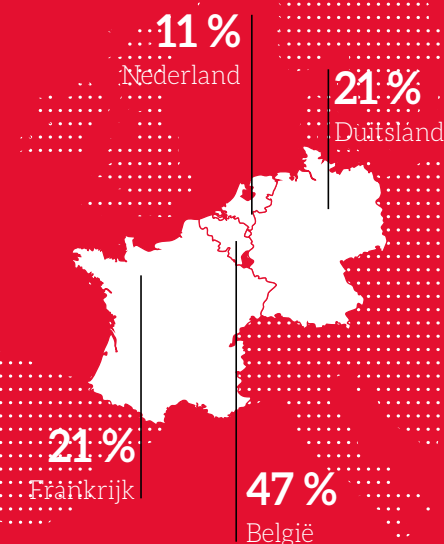 11 %
Nederland
21 %
Duitsland
21 %
Frankrijk
47 %
België